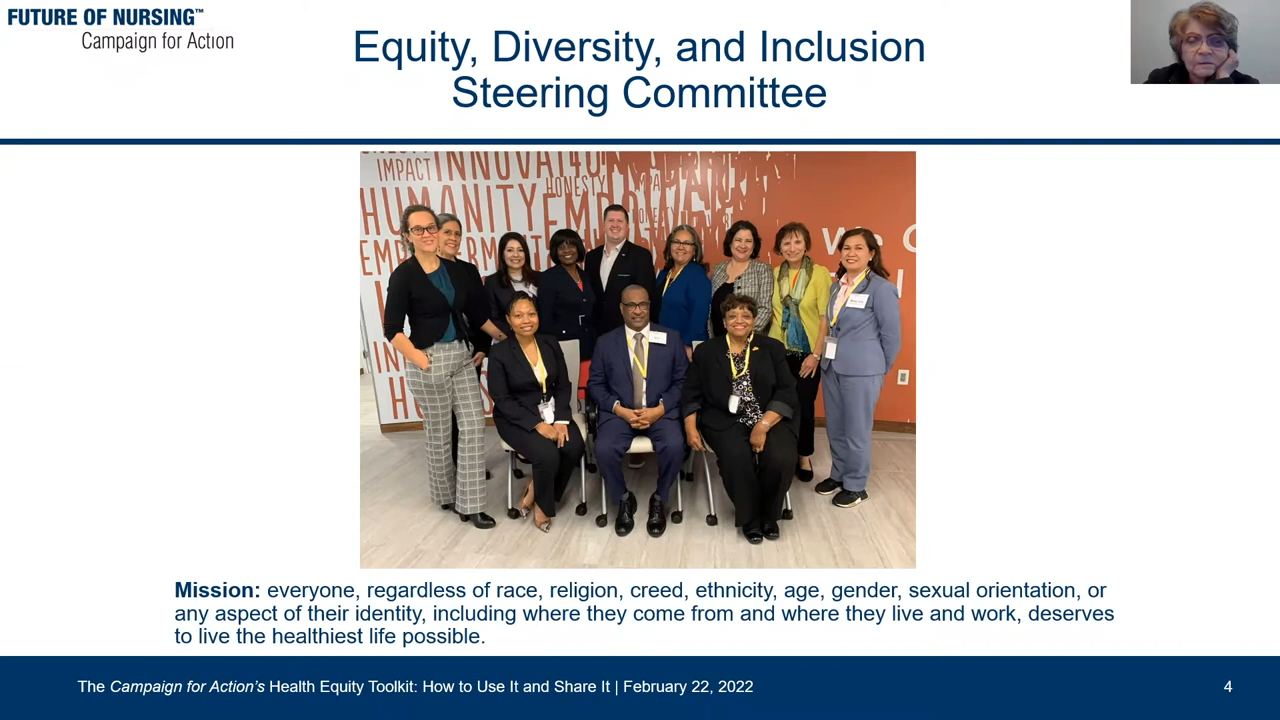 FUTURE OF NURSING™
Campaign for Action
Equity, Diversity, and Inclusion
Steering Committee
IMPACT
HONESTY
HUMANITY
Mission: everyone, regardless of race, religion, creed, ethnicity, age, gender, sexual orientation, or
any aspect of their identity, including where they come from and where they live and work, deserves
to live the healthiest life possible.
The Campaign for Action's Health Equity Toolkit: How to Use It and Share It | February 22, 2022
4